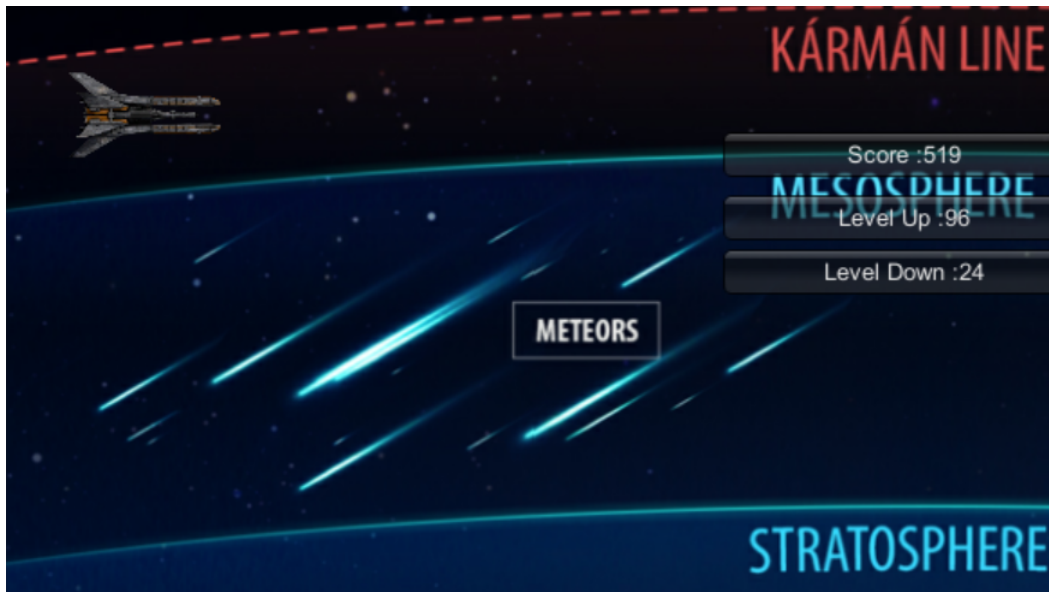 KÁRMÁN LINE
Score :519
MESOSPHERE
Level Up :96
Level Down :24
METEORS
STRATOSPHERE